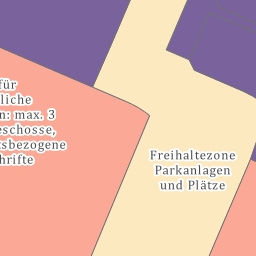 für
liche
n: max. 3
eschosse,
tsbezogene
hrifte
Freihaltezone
Parkanlagen
und Plätze